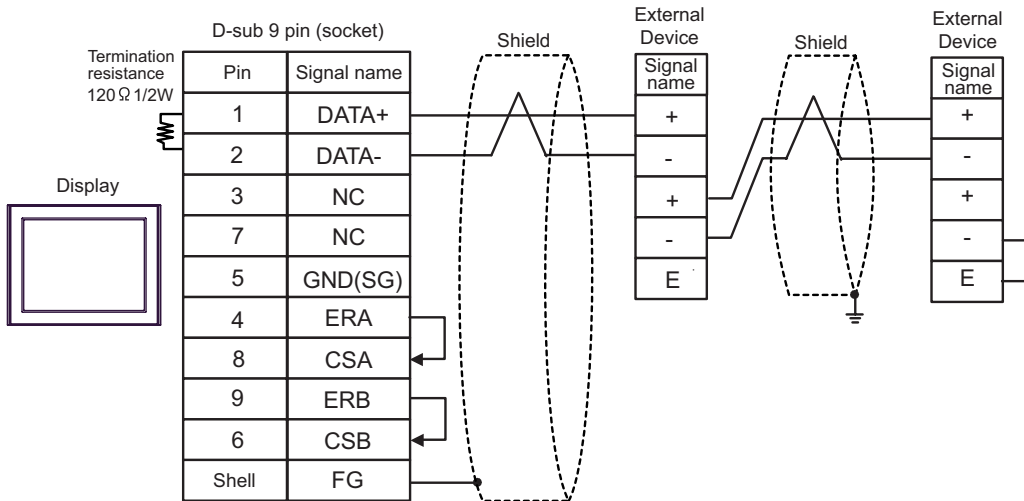 D-sub 9 pin (socket)
Termination
resistance
120 Ω 1/2W
Display
Pin Signal name
1 DATA+
2 DATA-
3 NC
7 NC
5 GND(SG)
4 ERA
8 CSA
9 ERB
6 CSB
Shell FG
Shield
External
Device
Signal
name
+
-
+
-
E
Shield
External
Device
Signal
name
+
-
+
-
E